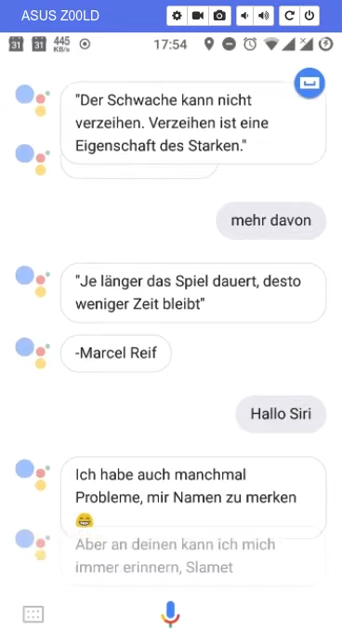 ASUS Z00LD
31 31 445 KB/s 17:54
"Der Schwache kann nicht
verzeihen. Verzeihen ist eine
Eigenschaft des Starken."
mehr davon
"Je länger das Spiel dauert, desto
weniger Zeit bleibt"
-Marcel Reif
Hallo Siri
Ich habe auch manchmal
Probleme, mir Namen zu merken
😄
Aber an deinen kann ich mich
immer erinnern, Slamet